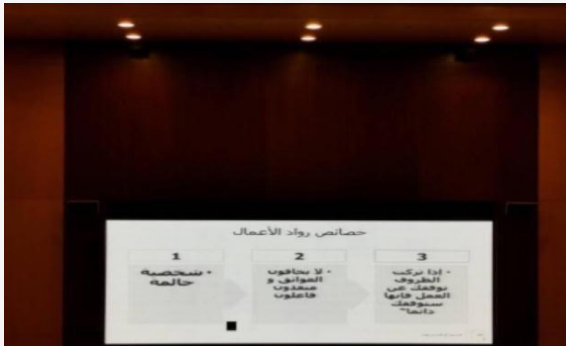 خصائص رواد الأعمال
1
• شخصية
حالمة
2
• لا يخافون
العوائق و
منفذون
فاعلون
3
• إذا تركت
الظروف
توقفك عن
العمل فإنها
ستوقفك
دائما"